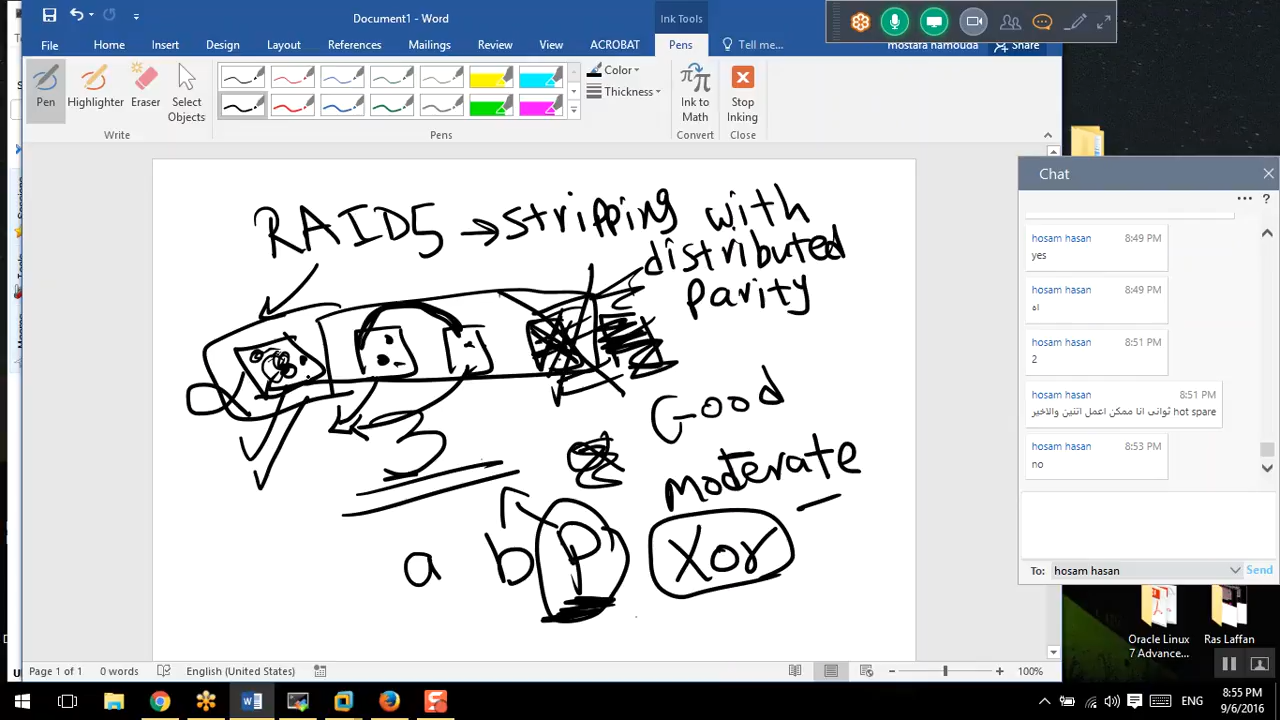 Document1 - Word
Ink Tools
mostafa hamouda
Share
File Home Insert Design Layout References Mailings Review View ACROBAT Pens Tell me...
Pen
Highlighter
Eraser
Select Objects
Color
Thickness
Ink to Math
Stop Inking
Write
Pens
Convert
Close
RAID5 → stripping with
distributed
parity
3
Good
moderate
a b P Xor
Chat
hosam hasan 8:49 PM
yes
hosam hasan 8:49 PM
اه
hosam hasan 8:51 PM
2
hosam hasan 8:51 PM
ثوانى انا ممكن اعمل اتنين والاخير hot spare
hosam hasan 8:53 PM
no
To: hosam hasan Send
Oracle Linux 7 Advance...
Ras Laffan
Page 1 of 1 0 words English (United States) 100%
ENG
8:55 PM
9/6/2016